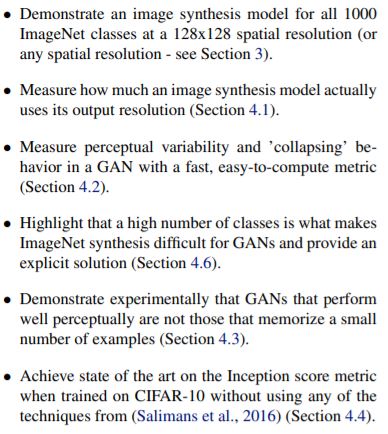 • Demonstrate an image synthesis model for all 1000
ImageNet classes at a 128x128 spatial resolution (or
any spatial resolution - see Section 3).
• Measure how much an image synthesis model actually
uses its output resolution (Section 4.1).
• Measure perceptual variability and ’collapsing’ be-
havior in a GAN with a fast, easy-to-compute metric
(Section 4.2).
• Highlight that a high number of classes is what makes
ImageNet synthesis difficult for GANs and provide an
explicit solution (Section 4.6).
• Demonstrate experimentally that GANs that perform
well perceptually are not those that memorize a small
number of examples (Section 4.3).
• Achieve state of the art on the Inception score metric
when trained on CIFAR-10 without using any of the
techniques from (Salimans et al., 2016) (Section 4.4).